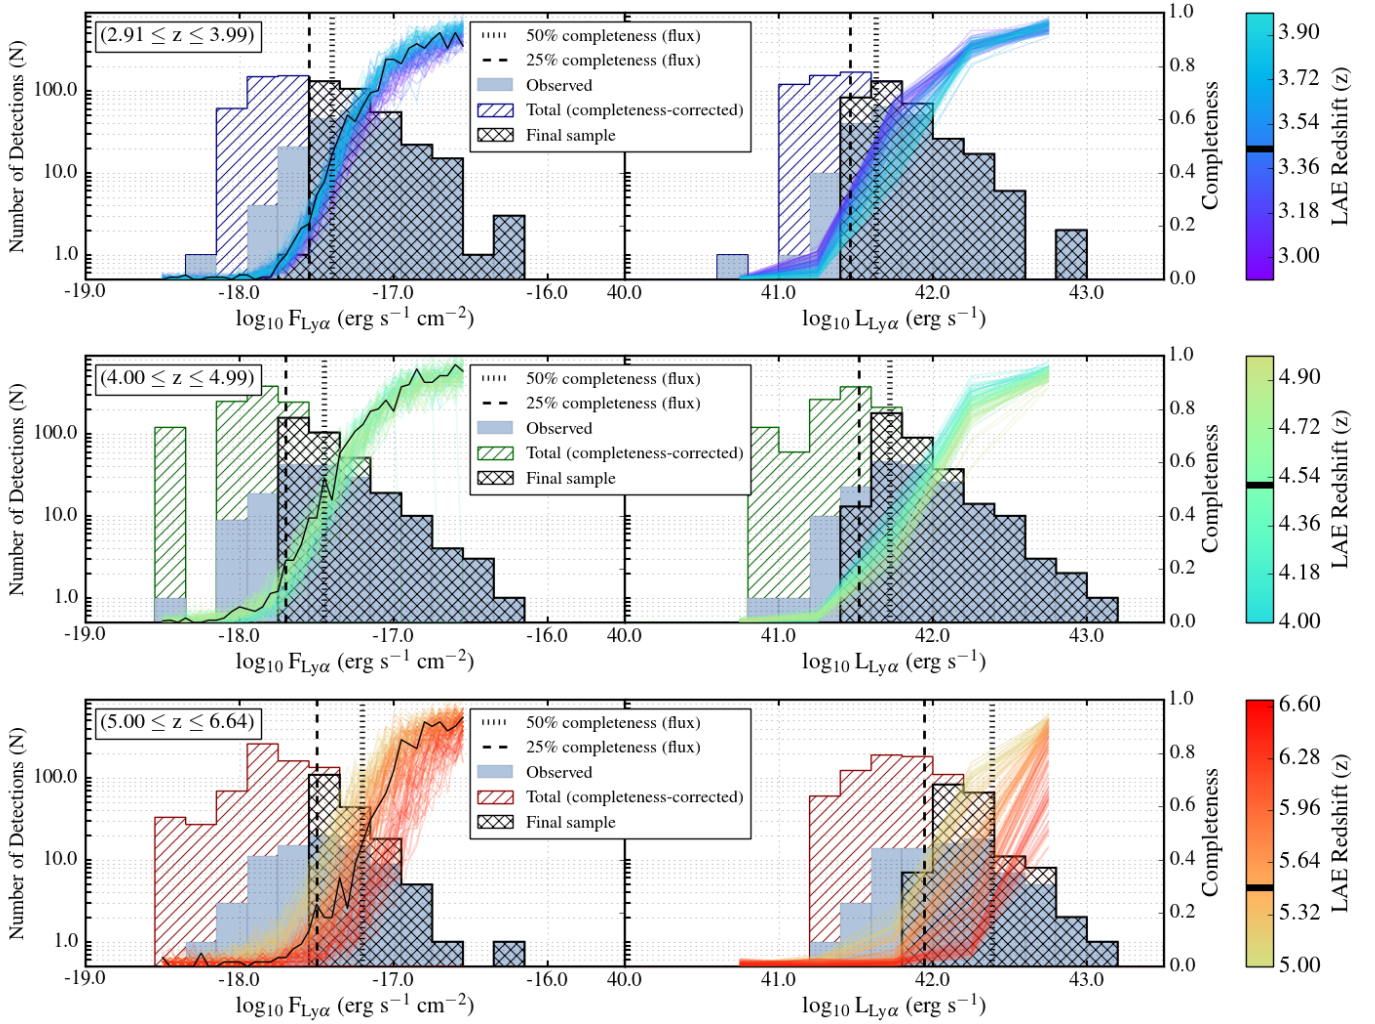 Number of Detections (N)
100.0
10.0
1.0
(2.91 ≤ z ≤ 3.99)
50% completeness (flux)
25% completeness (flux)
Observed
Total (completeness-corrected)
Final sample
1.0
0.8
0.6
0.4
0.2
0.0
Completeness
3.90
3.72
3.54
3.36
3.18
3.00
LAE Redshift (z)
-19.0 -18.0 -17.0 -16.0 40.0 41.0 42.0 43.0
log₁₀ F_Lyα (erg s⁻¹ cm⁻²)
log₁₀ L_Lyα (erg s⁻¹)
Number of Detections (N)
100.0
10.0
1.0
(4.00 ≤ z ≤ 4.99)
50% completeness (flux)
25% completeness (flux)
Observed
Total (completeness-corrected)
Final sample
1.0
0.8
0.6
0.4
0.2
0.0
Completeness
4.90
4.72
4.54
4.36
4.18
4.00
LAE Redshift (z)
-19.0 -18.0 -17.0 -16.0 40.0 41.0 42.0 43.0
log₁₀ F_Lyα (erg s⁻¹ cm⁻²)
log₁₀ L_Lyα (erg s⁻¹)
Number of Detections (N)
100.0
10.0
1.0
(5.00 ≤ z ≤ 6.64)
50% completeness (flux)
25% completeness (flux)
Observed
Total (completeness-corrected)
Final sample
1.0
0.8
0.6
0.4
0.2
0.0
Completeness
6.60
6.28
5.96
5.64
5.32
5.00
LAE Redshift (z)
-19.0 -18.0 -17.0 -16.0 40.0 41.0 42.0 43.0
log₁₀ F_Lyα (erg s⁻¹ cm⁻²)
log₁₀ L_Lyα (erg s⁻¹)